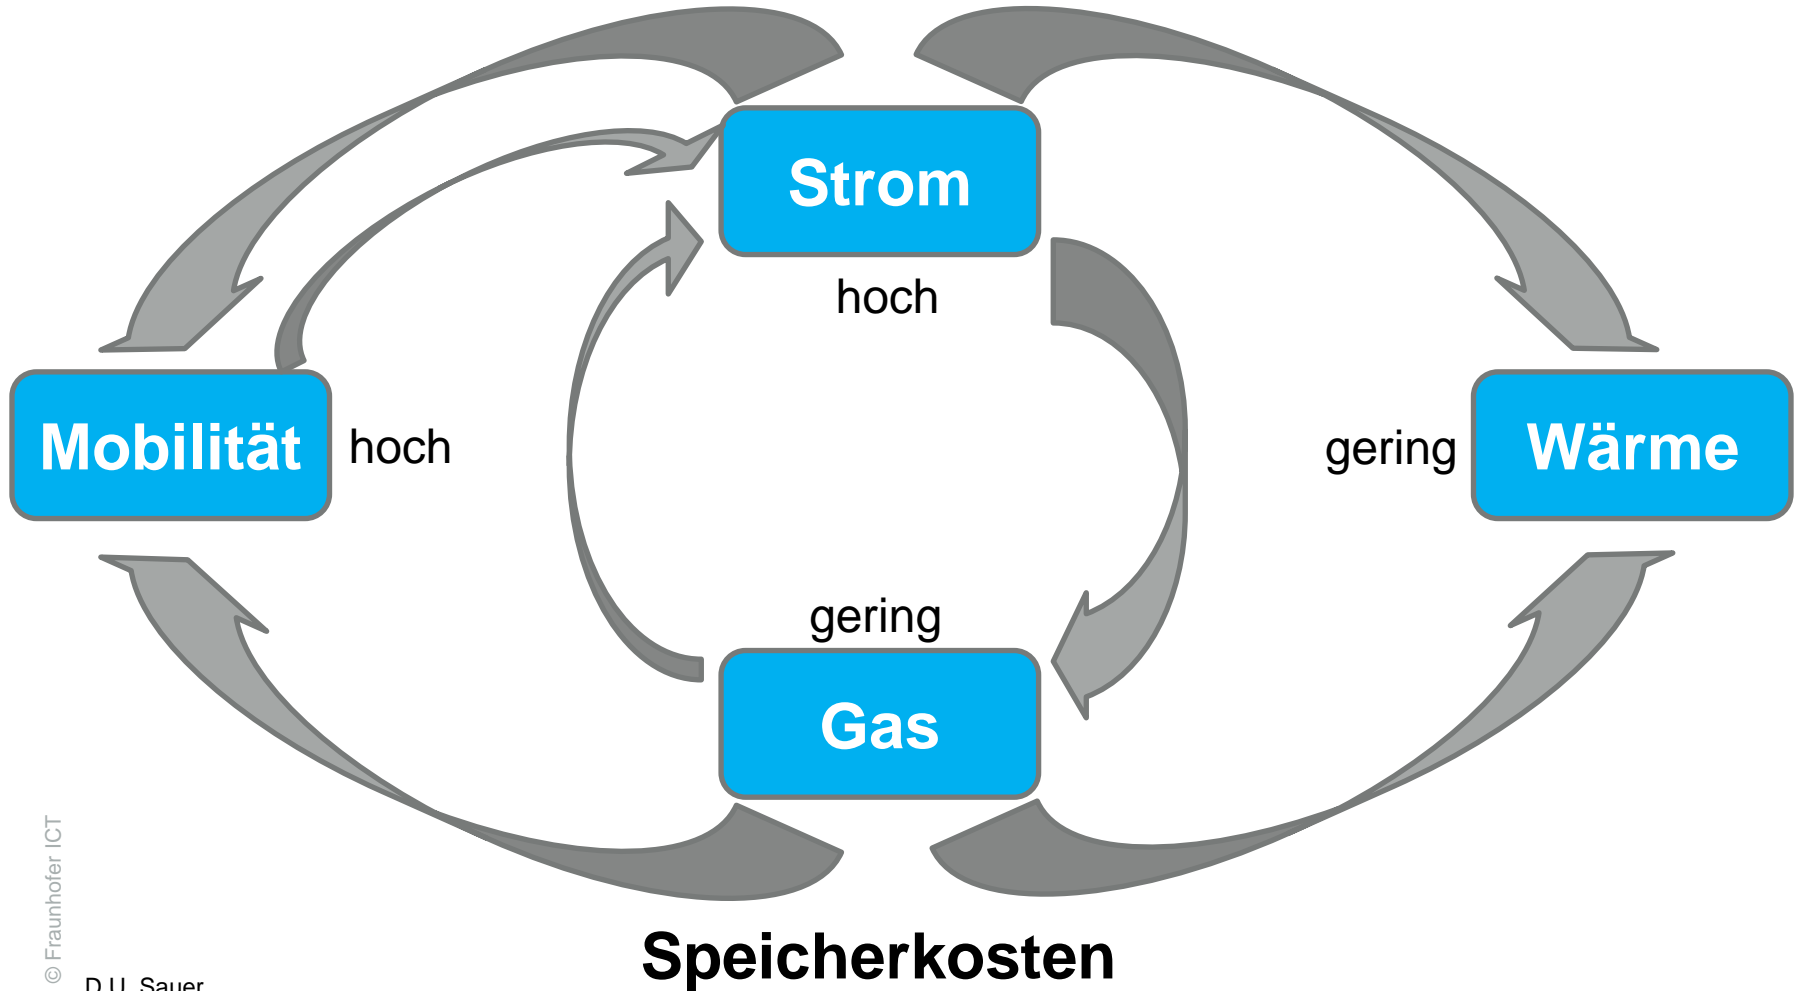 Strom
hoch
Mobilität
hoch
gering
Wärme
gering
Gas
© Fraunhofer ICT
Speicherkosten
D.U. Sauer